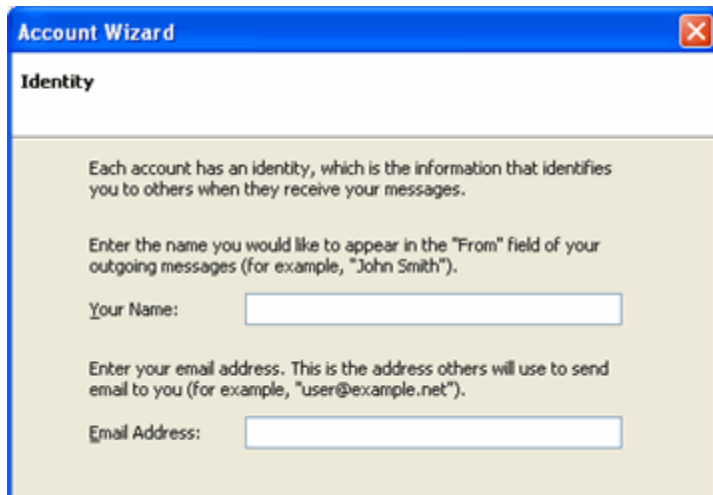 Account Wizard
Identity
Each account has an identity, which is the information that identifies
you to others when they receive your messages.
Enter the name you would like to appear in the "From" field of your
outgoing messages (for example, "John Smith").
Your Name:
Enter your email address. This is the address others will use to send
email to you (for example, "user@example.net").
Email Address: